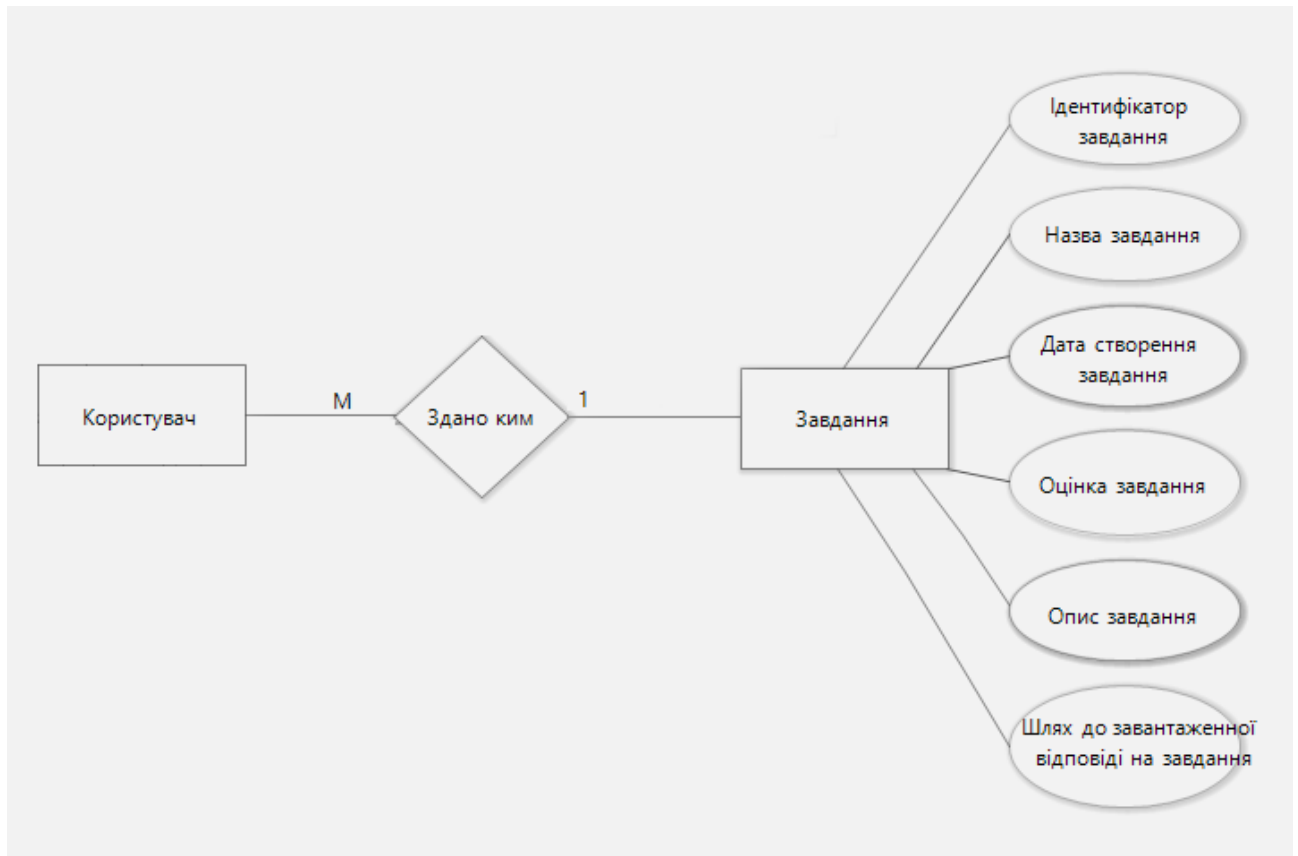 Користувач
M
Здано ким
1
Завдання
Ідентифікатор
завдання
Назва завдання
Дата створення
завдання
Оцінка завдання
Опис завдання
Шлях до завантаженної
відповіді на завдання